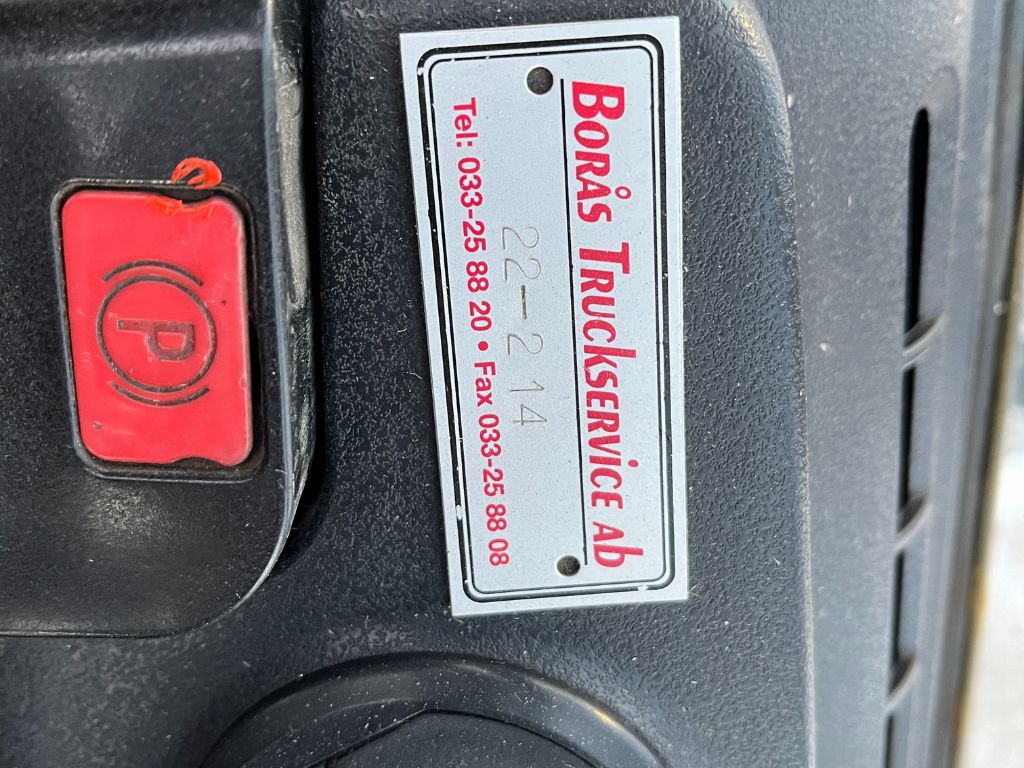 BORÅS TRUCKSERVICE AB
22-214
Tel: 033-25 88 20 • Fax 033-25 88 08
P